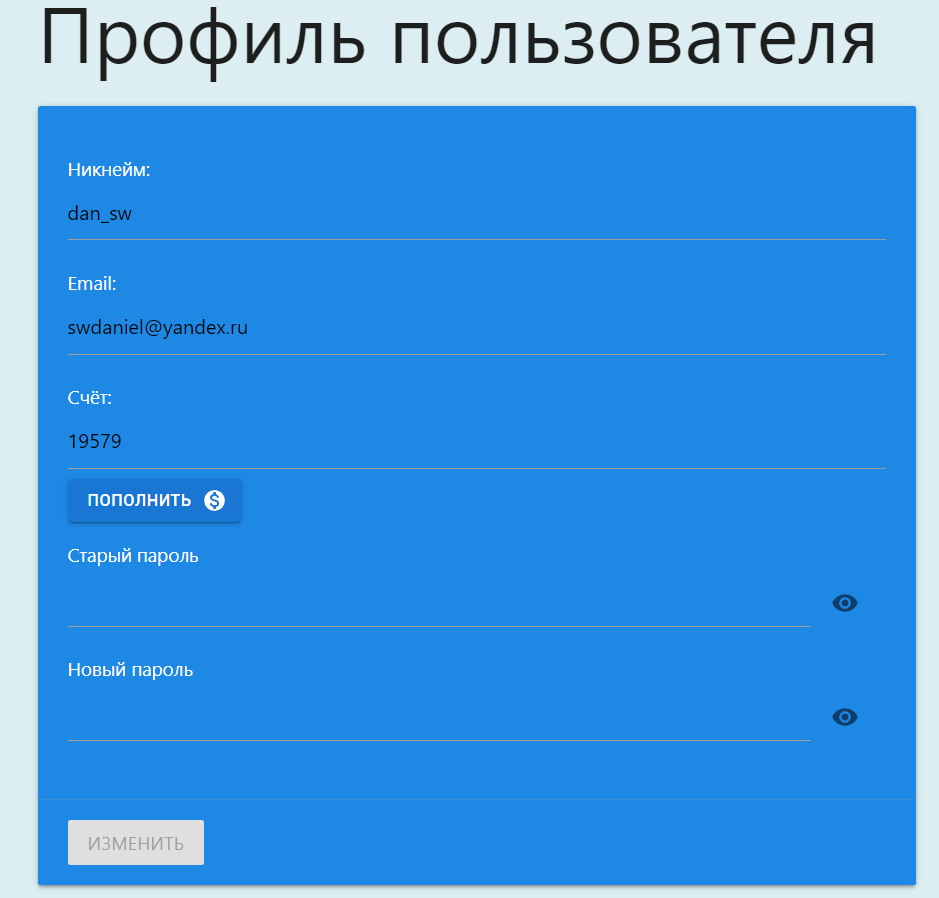 Профиль пользователя
Никнейм:
dan_sw
Email:
swdaniel@yandex.ru
Счёт:
19579
ПОПОЛНИТЬ
Старый пароль
Новый пароль
ИЗМЕНИТЬ